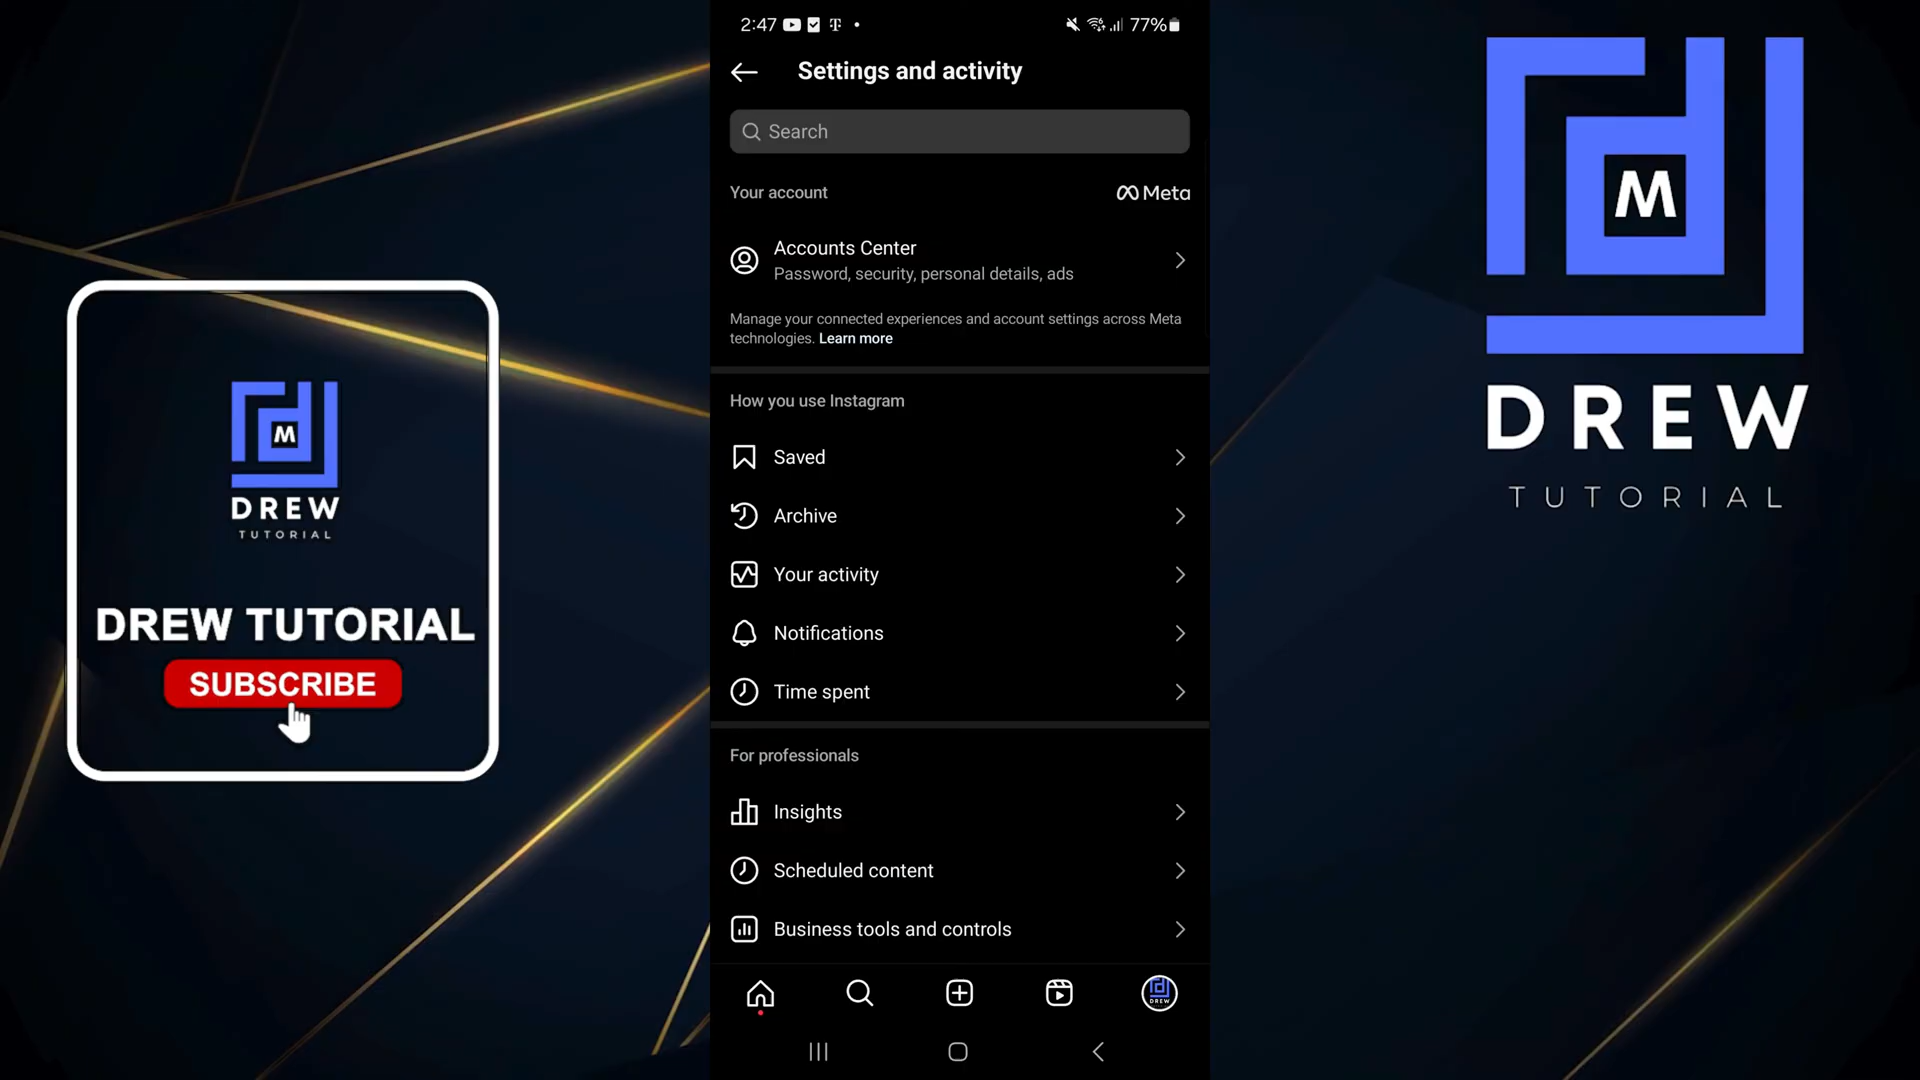 M
DREW
TUTORIAL
DREW TUTORIAL
SUBSCRIBE
2:47
77%
Settings and activity
Search
Your account
Meta
Accounts Center
Password, security, personal details, ads
Manage your connected experiences and account settings across Meta
technologies. Learn more
How you use Instagram
Saved
Archive
Your activity
Notifications
Time spent
For professionals
Insights
Scheduled content
Business tools and controls
DREW
M
DREW
TUTORIAL